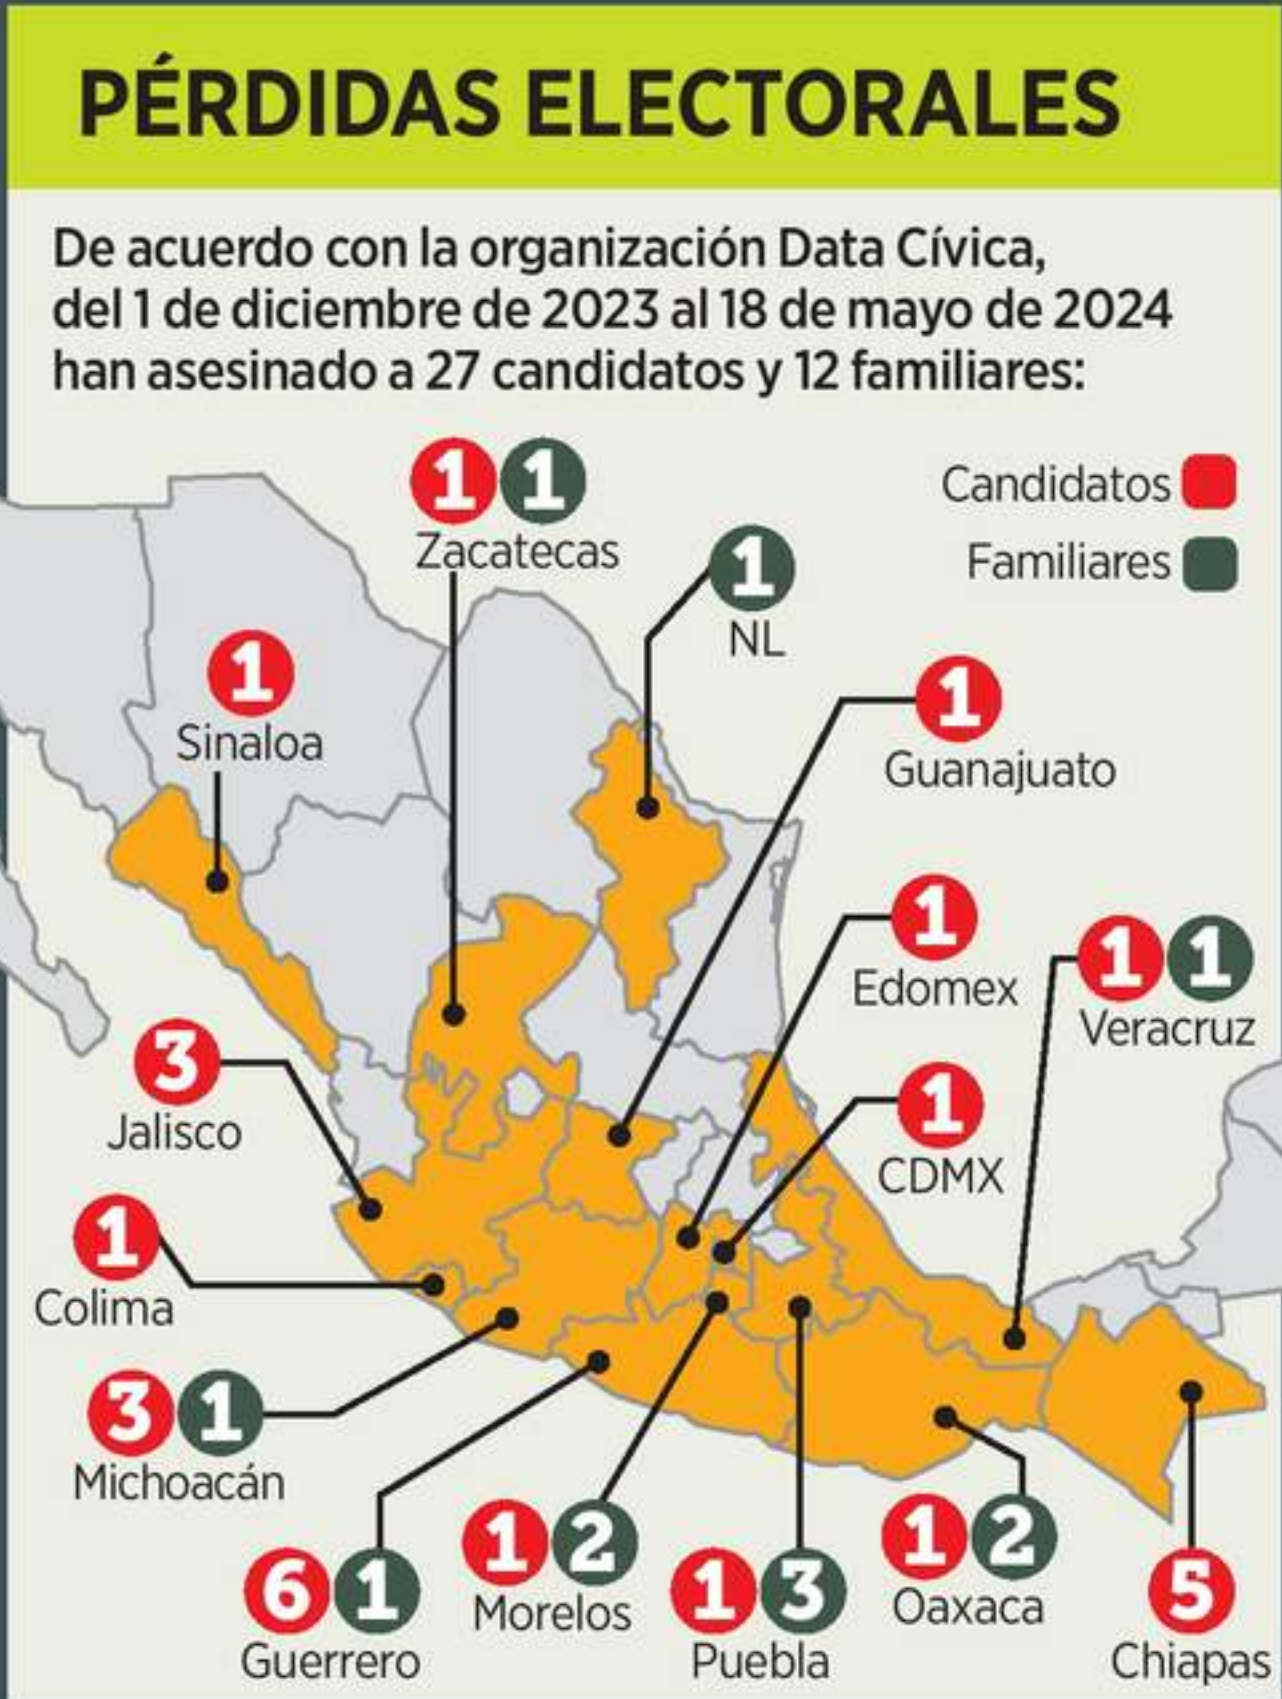 PÉRDIDAS ELECTORALES
De acuerdo con la organización Data Cívica,
del 1 de diciembre de 2023 al 18 de mayo de 2024
han asesinado a 27 candidatos y 12 familiares:
Candidatos
Familiares
1 1
Zacatecas
1
NL
1
Sinaloa
1
Guanajuato
1
Edomex
1 1
Veracruz
3
Jalisco
1
CDMX
1
Colima
3 1
Michoacán
6 1
Guerrero
1 2
Morelos
1 3
Puebla
1 2
Oaxaca
5
Chiapas